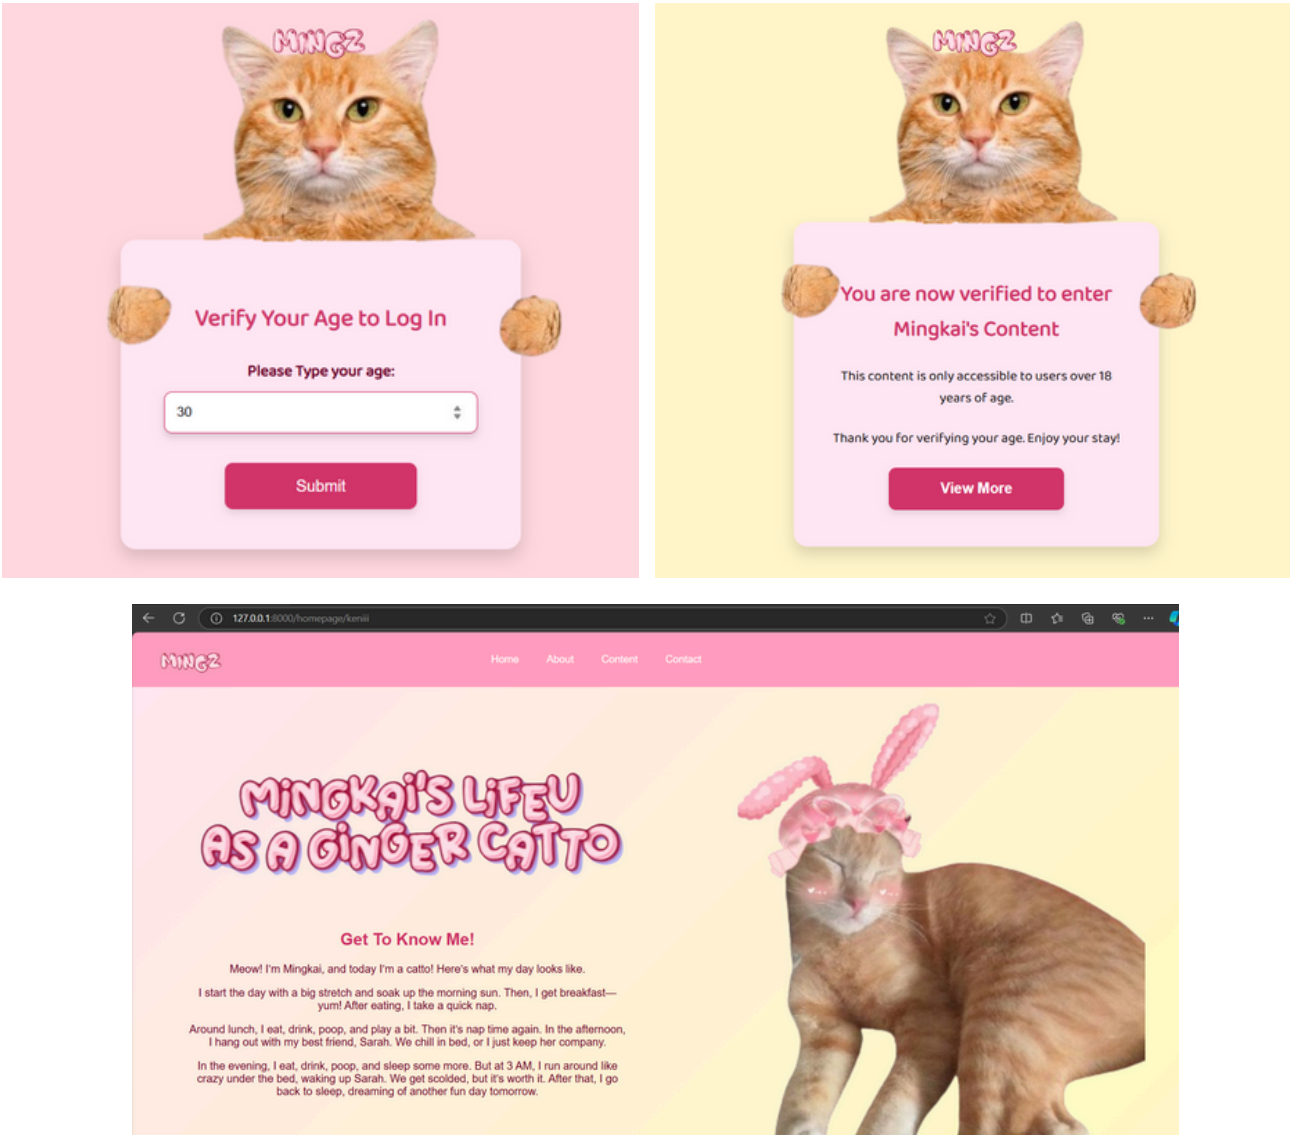 MINGZ
Verify Your Age to Log In
Please Type your age:
30
Submit
MINGZ
You are now verified to enter
Mingkai's Content
This content is only accessible to users over 18
years of age.
Thank you for verifying your age. Enjoy your stay!
View More
127.0.0.1:8000/homepage/keniii
MINGZ
Home About Content Contact
MiNGKAi'S LiFEU
AS A GiNGER CATTO
Get To Know Me!
Meow! I'm Mingkai, and today I'm a catto! Here's what my day looks like.
I start the day with a big stretch and soak up the morning sun. Then, I get breakfast—
yum! After eating, I take a quick nap.
Around lunch, I eat, drink, poop, and play a bit. Then it's nap time again. In the afternoon,
I hang out with my best friend, Sarah. We chill in bed, or I just keep her company.
In the evening, I eat, drink, poop, and sleep some more. But at 3 AM, I run around like
crazy under the bed, waking up Sarah. We get scolded, but it's worth it. After that, I go
back to sleep, dreaming of another fun day tomorrow.